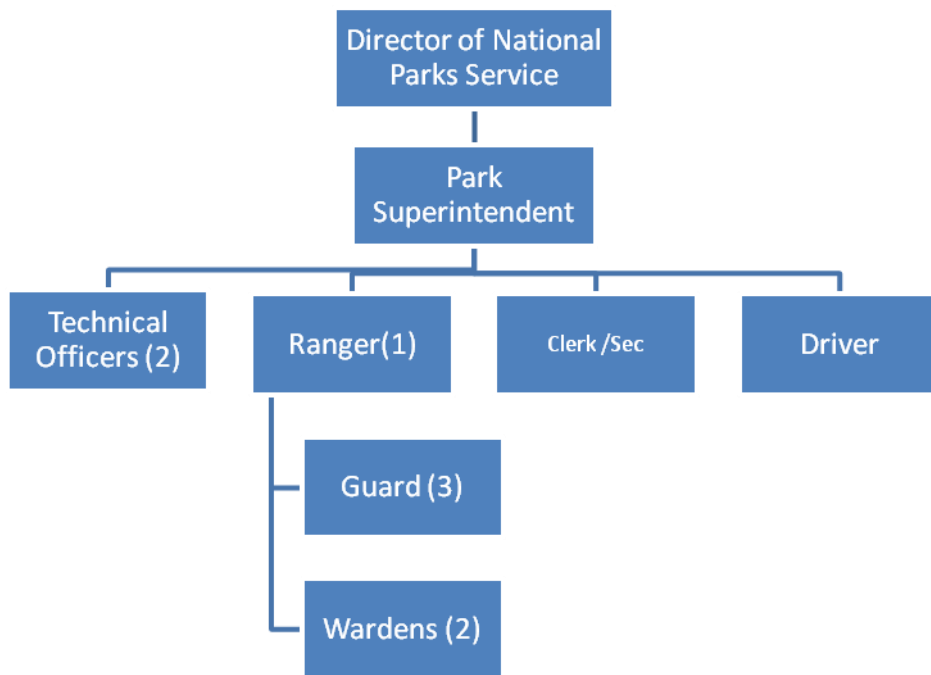 Director of National
Parks Service
Park
Superintendent
Technical
Officers (2)
Ranger(1)
Clerk /Sec
Driver
Guard (3)
Wardens (2)